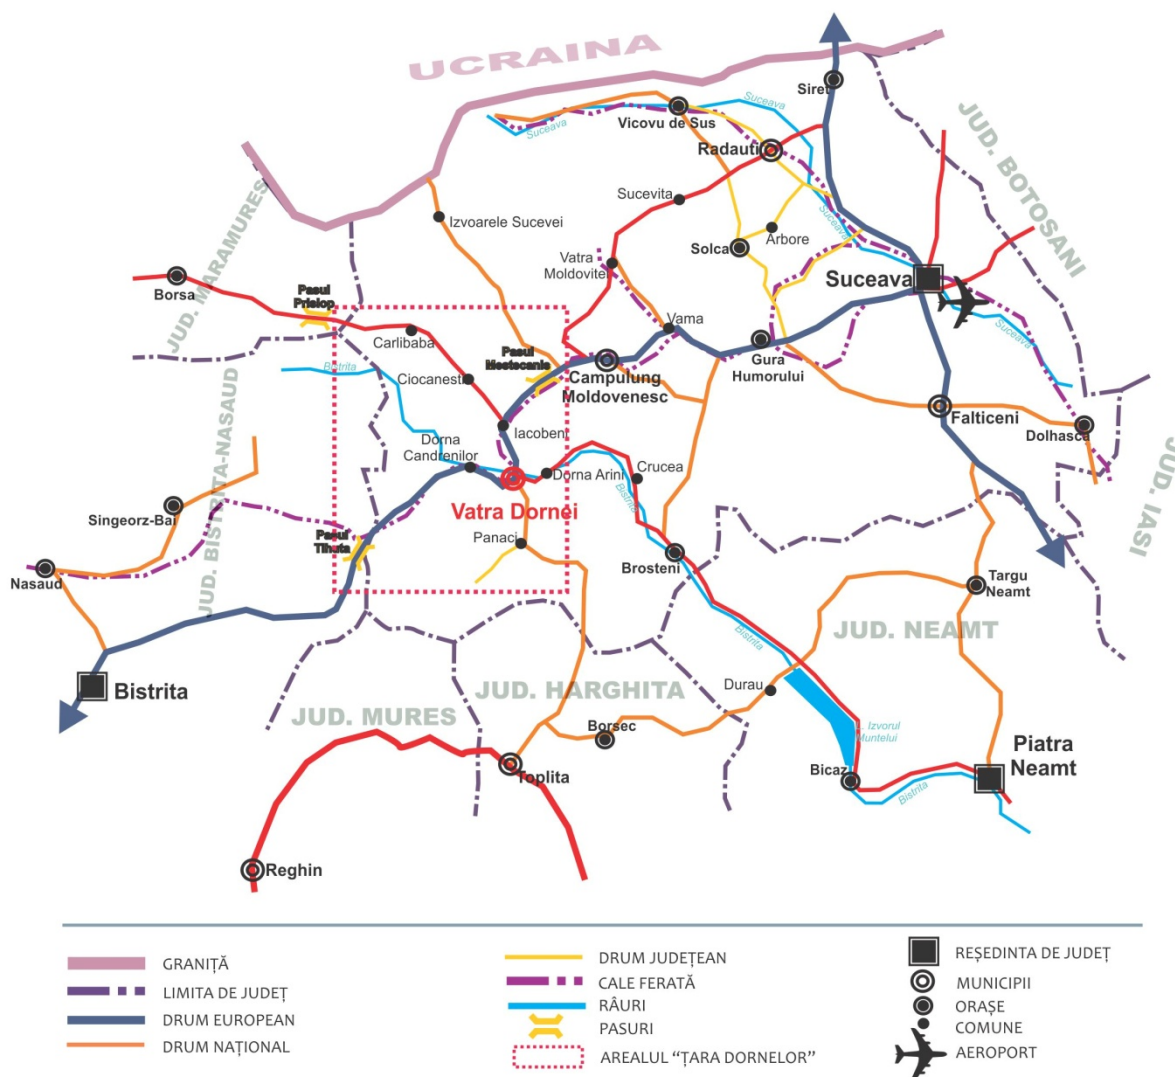 UCRAINA
Siret
Suceava
Vicovu de Sus
Suceava
Radauti
JUD. BOTOSANI
JUD. MARAMURES
Izvoarele Sucevei
Sucevita
Suceava
Arbore
Solca
Vatra
Moldovitei
Suceava
Borsa
Pasul
Prislop
Vama
Carlibaba
Pasul
Mestecanis
Gura
Humorului
Suceava
Bistrita
Campulung
Moldovenesc
Ciocanesti
Falticeni
Dolhasca
JUD. IASI
Iacobeni
Dorna
Candrenilor
JUD. BISTRITA-NASAUD
Dorna Arini
Crucea
Bistrita
Vatra Dornei
Singeorz-Bai
Pasul
Tihuta
Panaci
Brosteni
Nasaud
Targu
Neamt
JUD. NEAMT
Bistrita
Bistrita
JUD. HARGHITA
Durau
JUD. MURES
Borsec
L. Izvorul
Muntelui
Piatra
Neamt
Toplita
Bicaz
Bistrita
Reghin
GRANIȚĂ
LIMITA DE JUDEȚ
DRUM EUROPEAN
DRUM NAȚIONAL
DRUM JUDEȚEAN
CALE FERATĂ
RÂURI
PASURI
AREALUL "ȚARA DORNELOR"
REȘEDINTA DE JUDEȚ
MUNICIPII
ORAȘE
COMUNE
AEROPORT